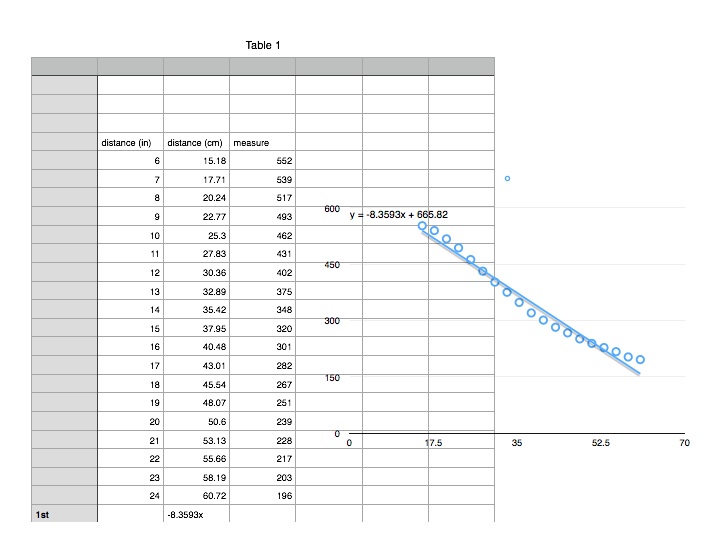 Table 1
distance (in) distance (cm) measure
6 15.18 552
7 17.71 539
8 20.24 517
9 22.77 493
10 25.3 462
11 27.83 431
12 30.36 402
13 32.89 375
14 35.42 348
15 37.95 320
16 40.48 301
17 43.01 282
18 45.54 267
19 48.07 251
20 50.6 239
21 53.13 228
22 55.66 217
23 58.19 203
24 60.72 196
1st -8.3593x
y = -8.3593x + 665.82
600
450
300
150
0
0 17.5 35 52.5 70